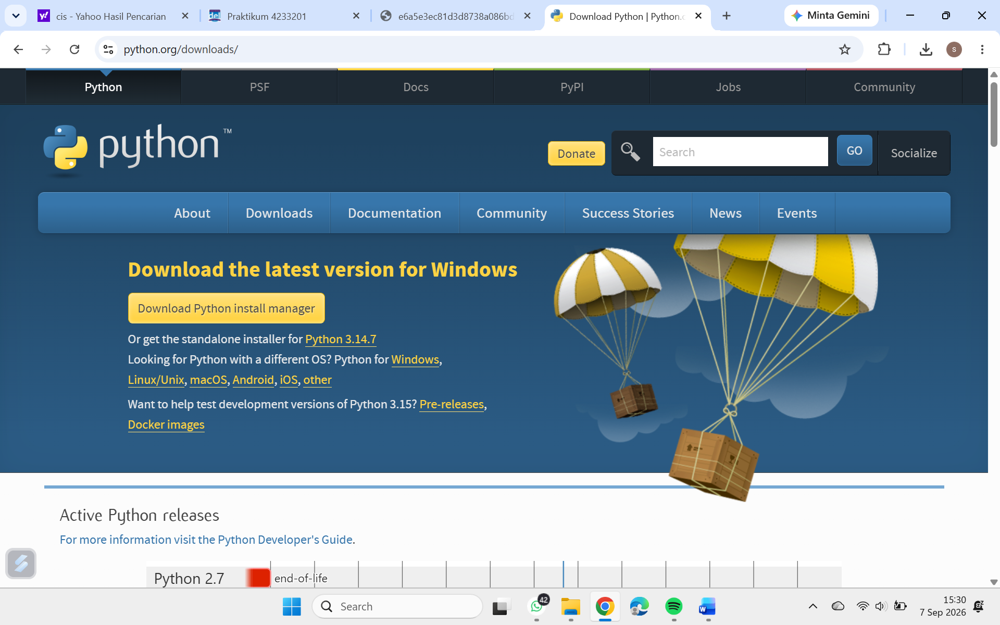 cis - Yahoo Hasil Pencarian
Praktikum 4233201
e6a5e3ec81d3d8738a086bd
Download Python | Python.o
Minta Gemini
python.org/downloads/
S
Python
PSF
Docs
PyPI
Jobs
Community
python™
Donate
Search
GO
Socialize
About
Downloads
Documentation
Community
Success Stories
News
Events
Download the latest version for Windows
Download Python install manager
Or get the standalone installer for Python 3.14.7
Looking for Python with a different OS? Python for Windows,
Linux/Unix, macOS, Android, iOS, other
Want to help test development versions of Python 3.15? Pre-releases,
Docker images
Active Python releases
For more information visit the Python Developer's Guide.
Python 2.7
end-of-life
Search
42
15:30
7 Sep 2026